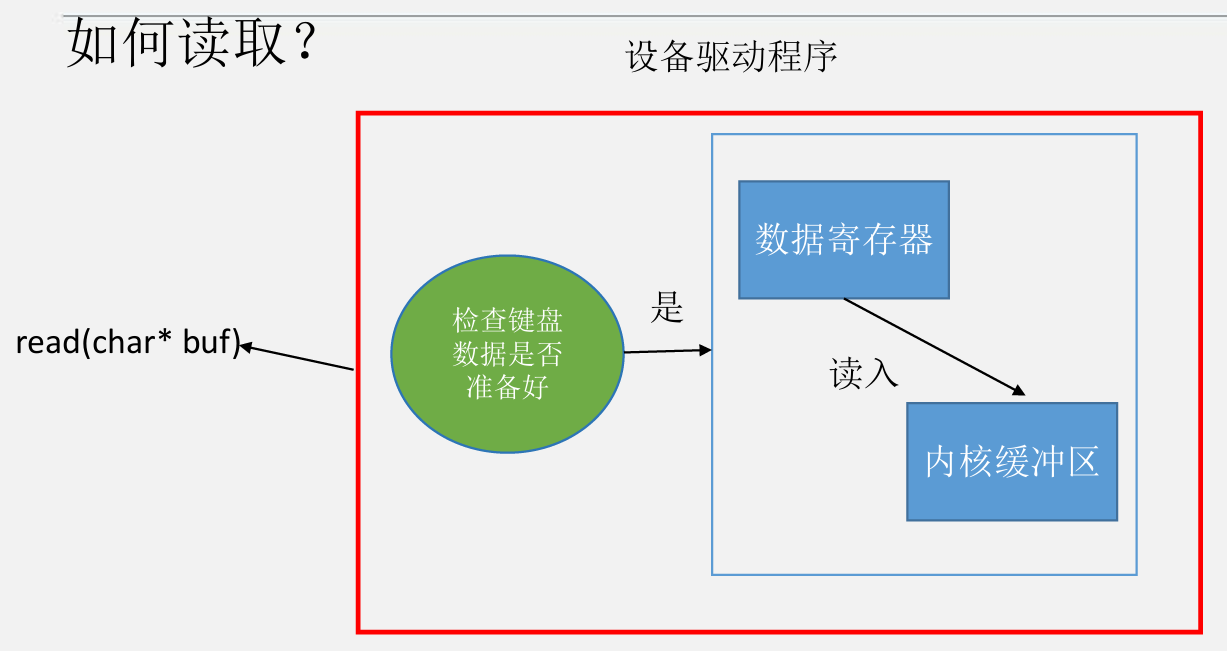 如何读取？
设备驱动程序
数据寄存器
是
检查键盘
数据是否
准备好
read(char* buf)
读入
内核缓冲区